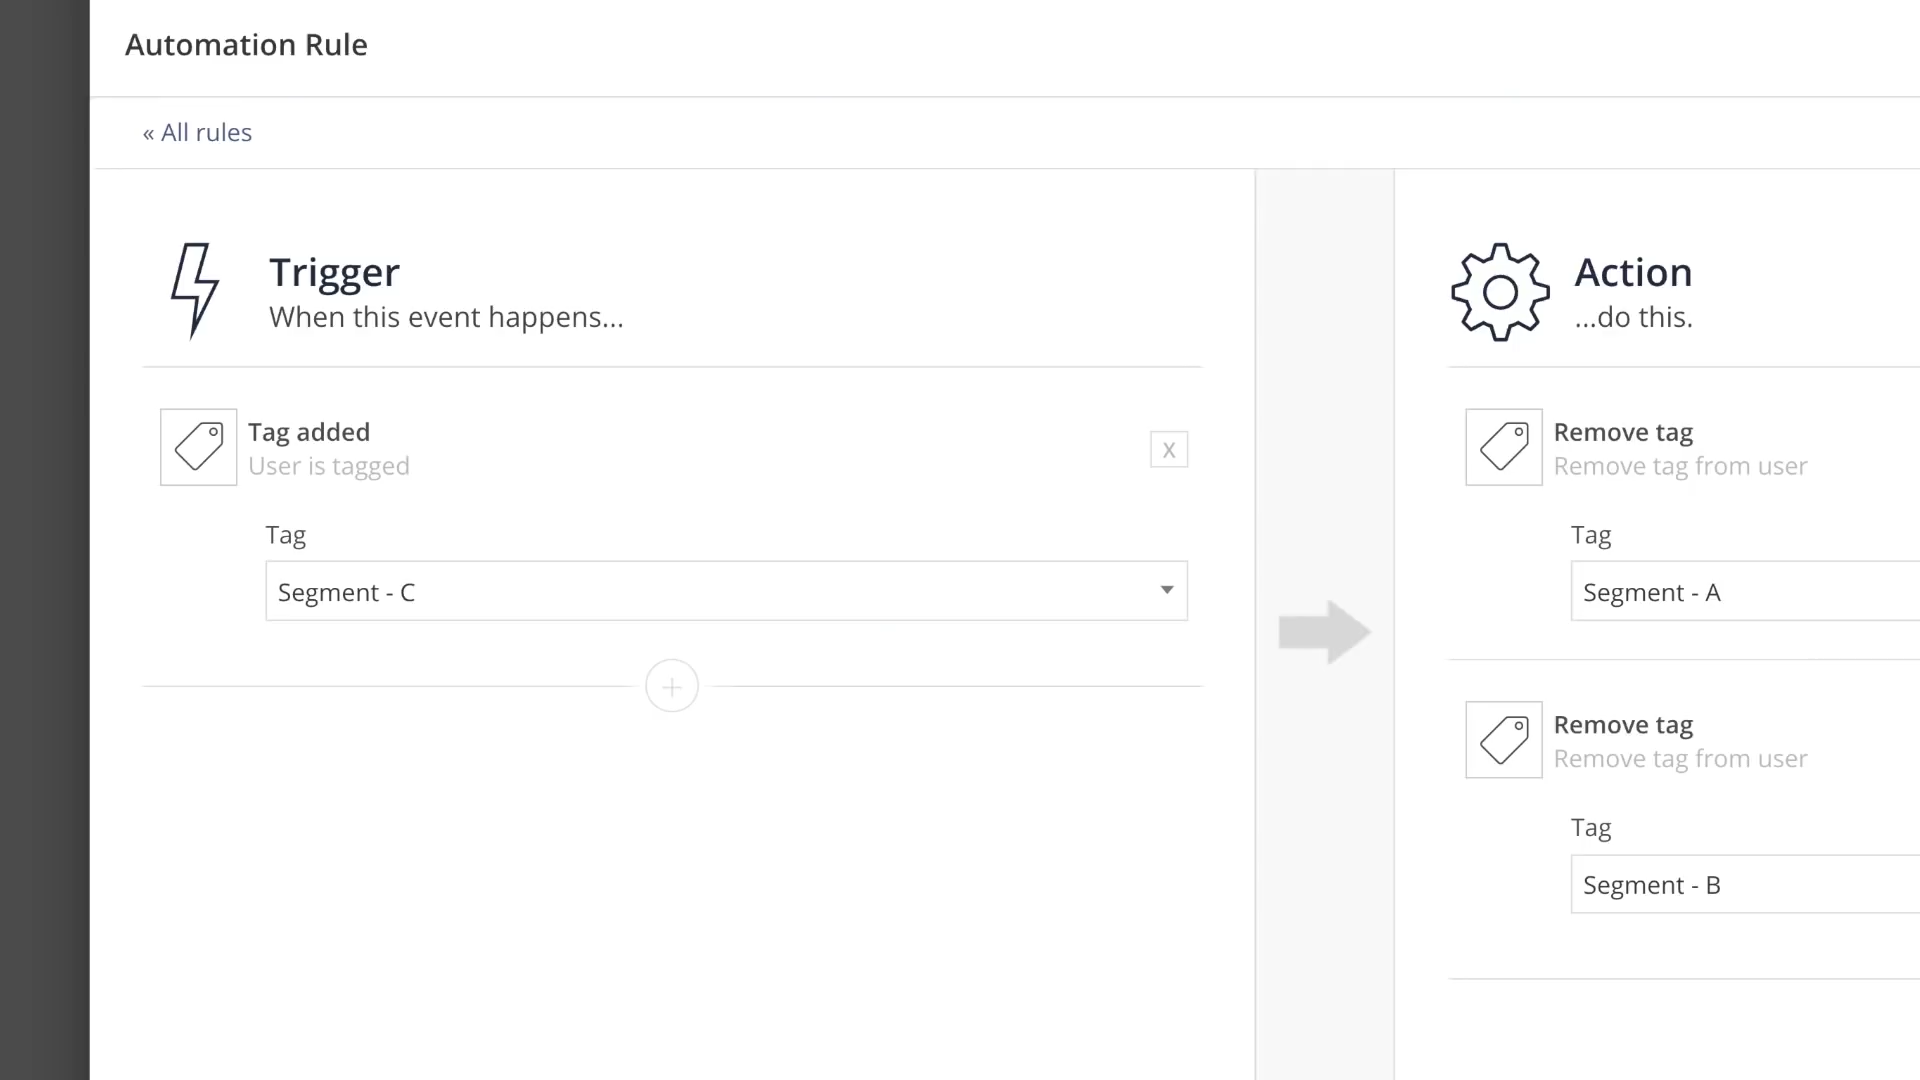 Automation Rule
« All rules
Trigger
When this event happens...
Tag added
User is tagged
X
Tag
Segment - C
+
Action
...do this.
Remove tag
Remove tag from user
Tag
Segment - A
Remove tag
Remove tag from user
Tag
Segment - B